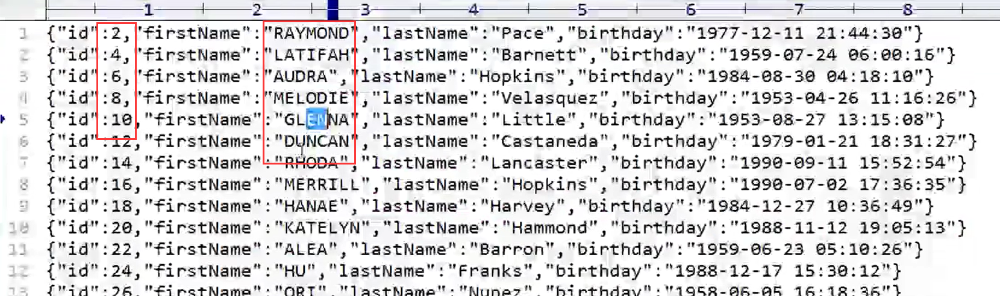 1 2 3 4 5 6 7 8
1 {"id":2,"firstName":"RAYMOND","lastName":"Pace","birthday":"1977-12-11 21:44:30"}
2 {"id":4,"firstName":"LATIFAH","lastName":"Barnett","birthday":"1959-07-24 06:00:16"}
3 {"id":6,"firstName":"AUDRA","lastName":"Hopkins","birthday":"1984-08-30 04:18:10"}
4 {"id":8,"firstName":"MELODIE","lastName":"Velasquez","birthday":"1953-04-26 11:16:26"}
5 {"id":10,"firstName":"GLENNA","lastName":"Little","birthday":"1953-08-27 13:15:08"}
6 {"id":12,"firstName":"DUNCAN","lastName":"Castaneda","birthday":"1979-01-21 18:31:27"}
7 {"id":14,"firstName":"RHODA","lastName":"Lancaster","birthday":"1990-09-11 15:52:54"}
8 {"id":16,"firstName":"MERRILL","lastName":"Hopkins","birthday":"1990-07-02 17:36:35"}
9 {"id":18,"firstName":"HANAE","lastName":"Harvey","birthday":"1984-12-27 10:36:49"}
10 {"id":20,"firstName":"KATELYN","lastName":"Hammond","birthday":"1988-11-12 19:05:13"}
11 {"id":22,"firstName":"ALEA","lastName":"Barron","birthday":"1959-06-23 05:10:26"}
12 {"id":24,"firstName":"HU","lastName":"Franks","birthday":"1988-12-17 15:30:12"}
13 {"id":26,"firstName":"ORI","lastName":"Nunez","birthday":"1958-06-05 16:18:36"}